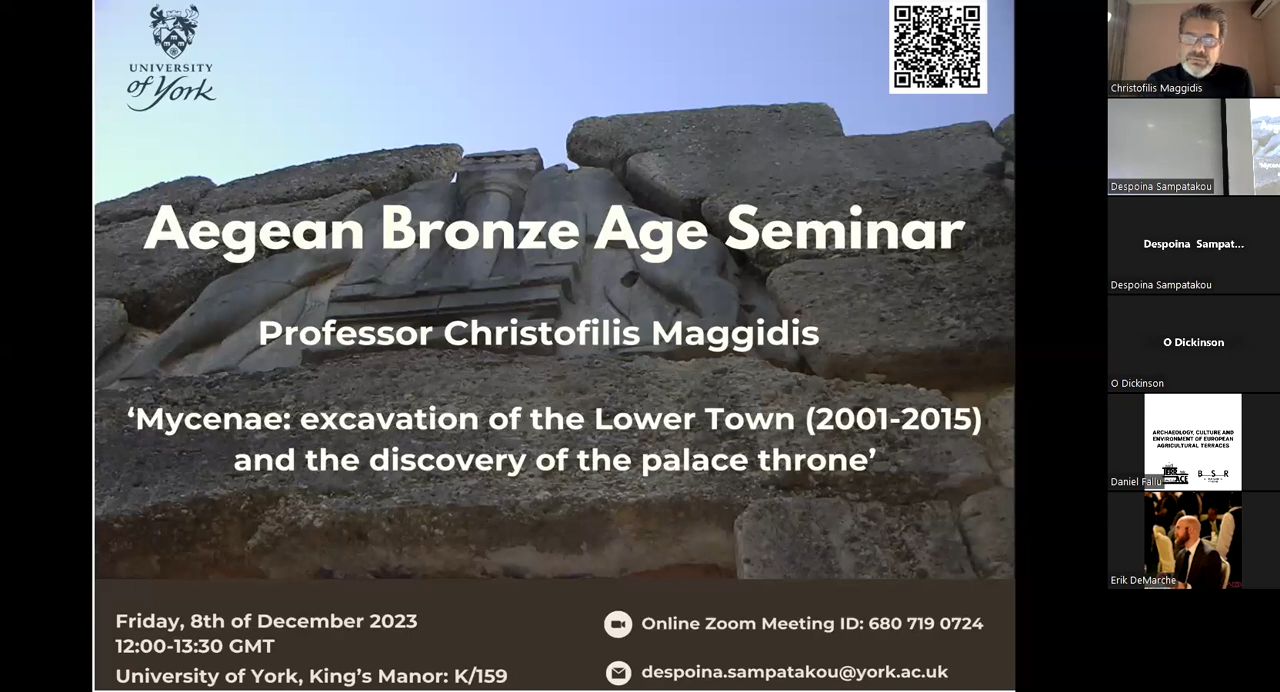 UNIVERSITY
of York
Aegean Bronze Age Seminar
Professor Christofilis Maggidis
‘Mycenae: excavation of the Lower Town (2001-2015)
and the discovery of the palace throne’
Friday, 8th of December 2023
12:00-13:30 GMT
University of York, King’s Manor: K/159
Online Zoom Meeting ID: 680 719 0724
despoina.sampatakou@york.ac.uk
Christofilis Maggidis
Despoina Sampatakou
Despoina Sampat...
Despoina Sampatakou
O Dickinson
O Dickinson
ARCHAEOLOGY, CULTURE AND
ENVIRONMENT OF EUROPEAN
AGRICULTURAL TERRACES
B S R
Daniel Fallu
Erik DeMarche